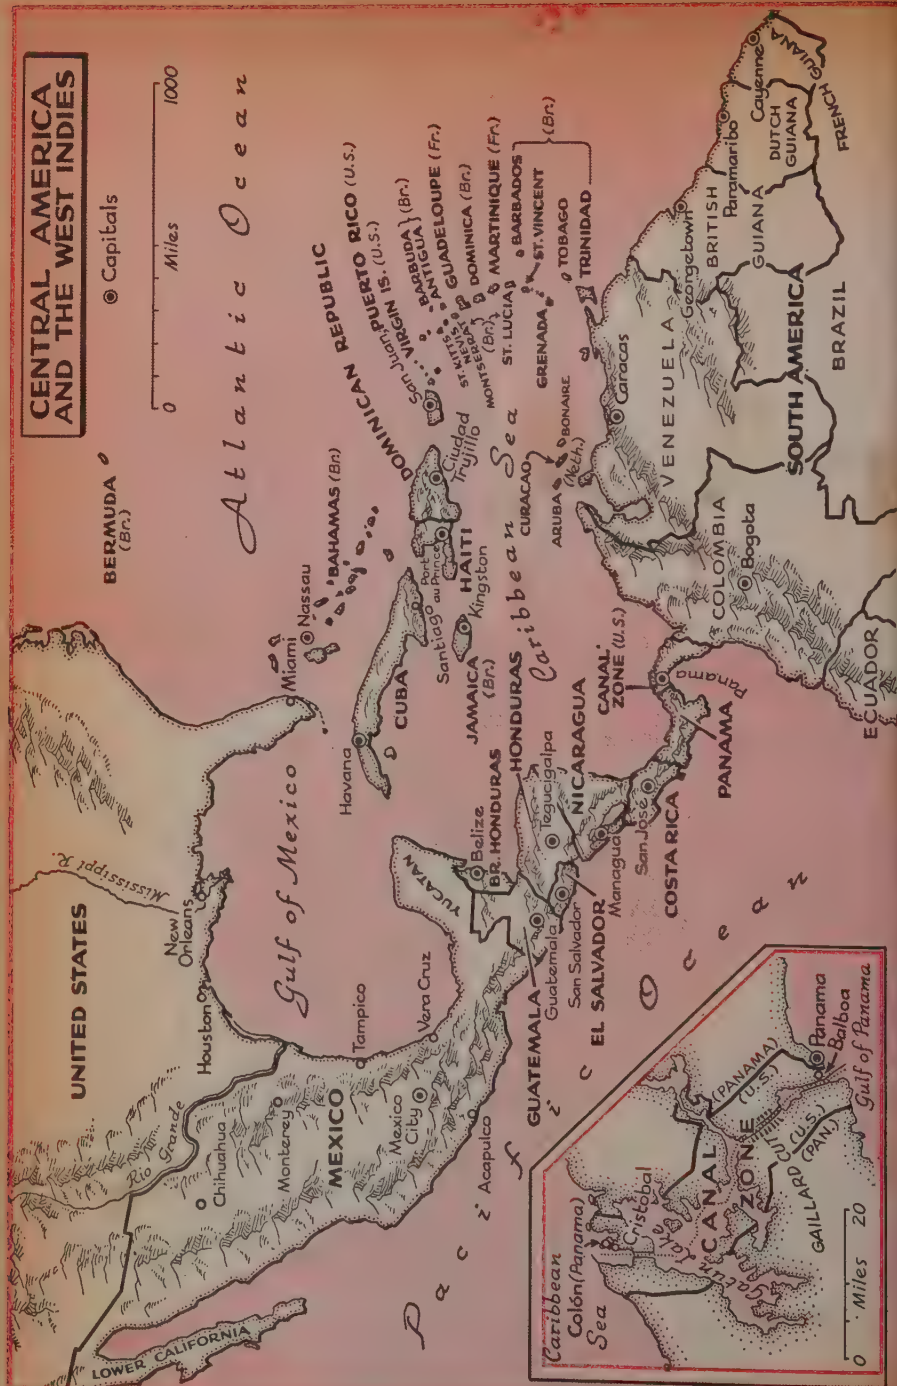 CENTRAL AMERICA
AND THE WEST INDIES
Capitals
0 Miles 1000
Atlantic Ocean
BERMUDA
(Br.)
UNITED STATES
Mississippi R.
New
Orleans
Houston
Rio Grande
Chihuahua
Monterey
MEXICO
Tampico
Mexico
City
Vera Cruz
Acapulco
LOWER CALIFORNIA
Gulf of Mexico
YUCATAN
Miami
Nassau
BAHAMAS (Br.)
Havana
CUBA
Santiago
Port
au Prince
HAITI
Kingston
JAMAICA
(Br.)
DOMINICAN REPUBLIC
Ciudad
Trujillo
San Juan,
PUERTO RICO (U.S.)
VIRGIN IS. (U.S.)
BARBUDA
ANTIGUA
(Br.)
GUADELOUPE (Fr.)
ST. KITTS
NEVIS
MONTSERRAT
(Br.)
DOMINICA (Br.)
MARTINIQUE (Fr.)
ST. LUCIA
BARBADOS
ST. VINCENT
(Br.)
GRENADA
TOBAGO
TRINIDAD
Caribbean Sea
CURACAO
ARUBA
BONAIRE
(Neth.)
Belize
BR. HONDURAS
HONDURAS
Tegucigalpa
NICARAGUA
GUATEMALA
Guatemala
San Salvador
EL SALVADOR
Managua
San José
COSTA RICA
CANAL
ZONE (U.S.)
Panama
PANAMA
Pacific Ocean
Caracas
VENEZUELA
COLOMBIA
Bogota
ECUADOR
SOUTH AMERICA
BRAZIL
Georgetown
BRITISH
GUIANA
Paramaribo
DUTCH
GUIANA
Cayenne
FRENCH GUIANA
Caribbean
Sea
Colón (Panama)
Cristobal
Gatun Lake
CANAL
ZONE
(PANAMA)
(U.S.)
GAILLARD CUT
(U.S.)
(PAN.)
Panama
Balboa
Gulf of Panama
0 Miles 20